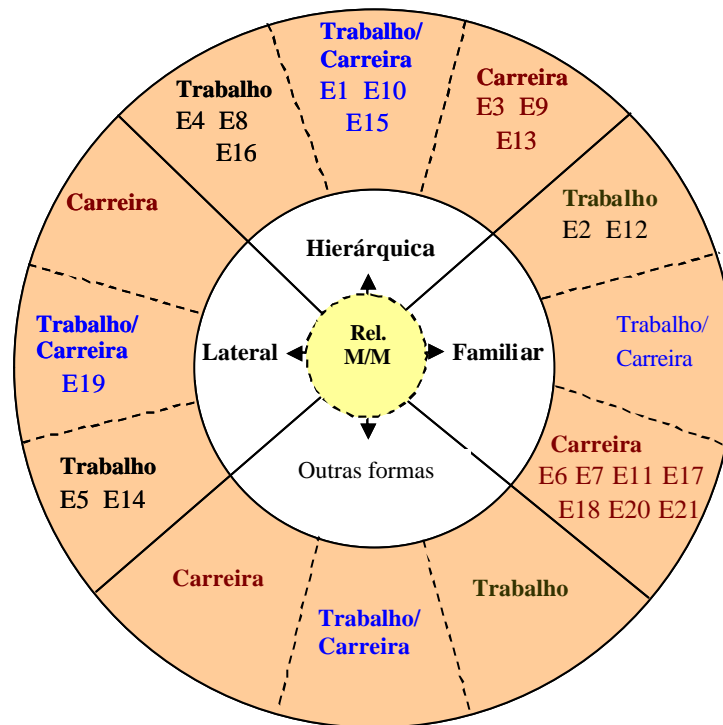 Trabalho/
Carreira
E1 E10
E15
Carreira
E3 E9
E13
Trabalho
E4 E8
E16
Trabalho
E2 E12
Carreira
Hierárquica
Trabalho/
Carreira
E19
Lateral
Rel.
M/M
Familiar
Trabalho/
Carreira
Trabalho
E5 E14
Outras formas
Carreira
E6 E7 E11 E17
E18 E20 E21
Carreira
Trabalho/
Carreira
Trabalho